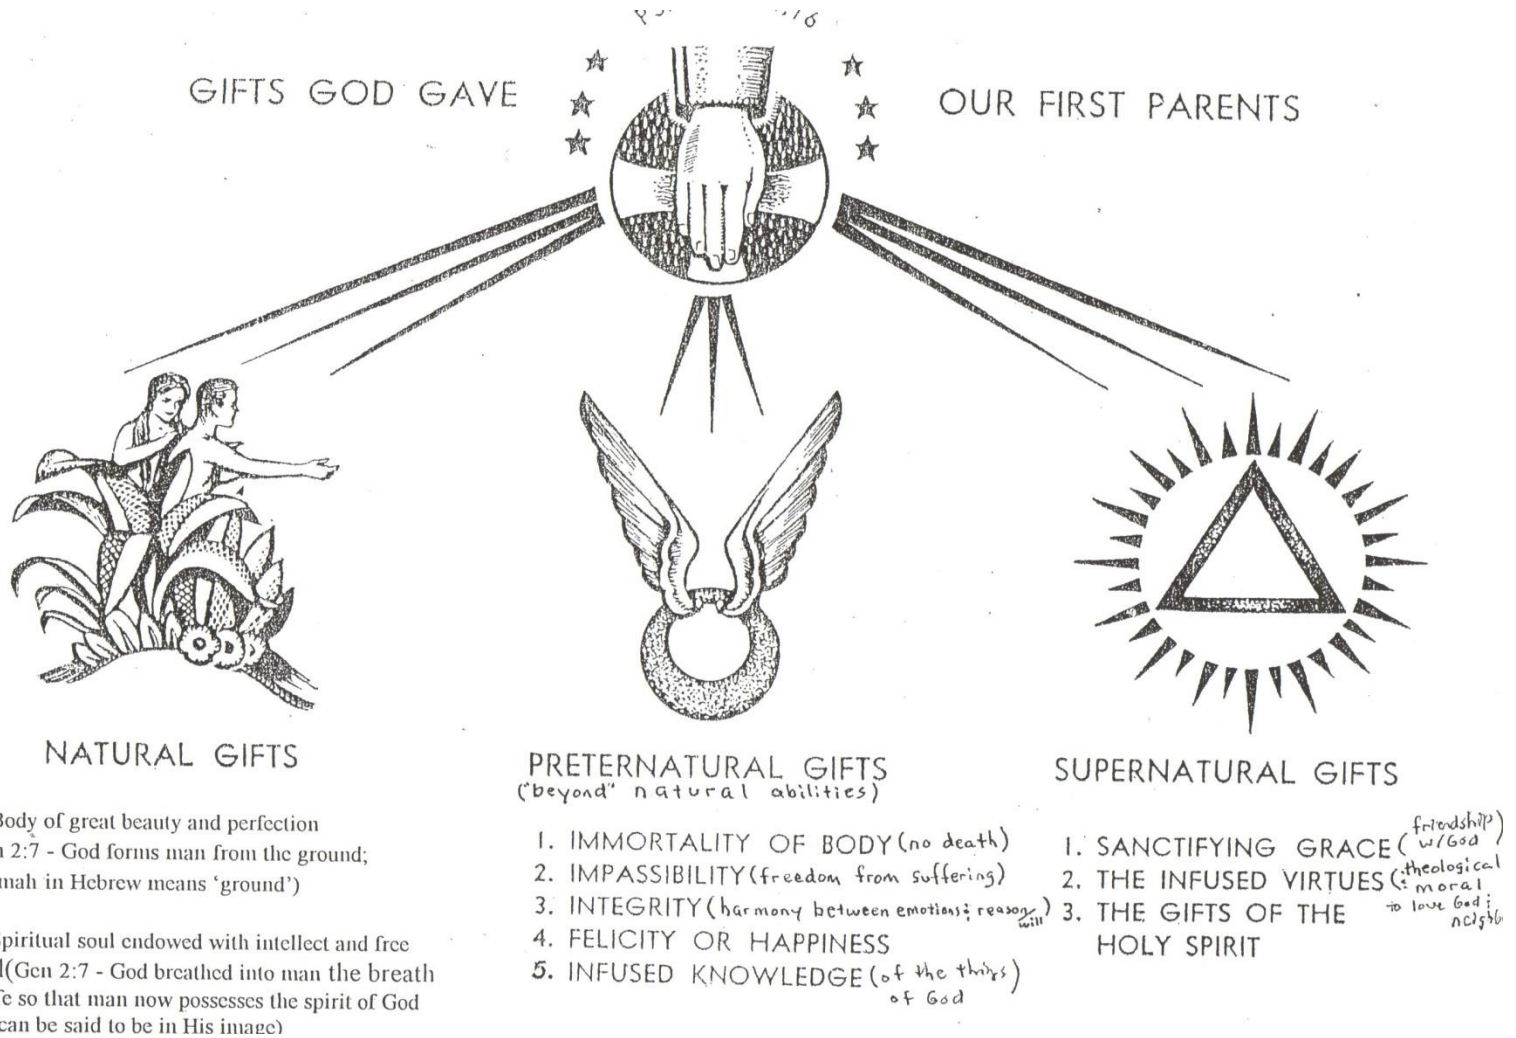 GIFTS GOD GAVE
OUR FIRST PARENTS
NATURAL GIFTS
Body of great beauty and perfection
2:7 - God forms man from the ground;
mah in Hebrew means ‘ground’)
piritual soul endowed with intellect and free
(Gen 2:7 - God breathed into man the breath
so that man now possesses the spirit of God
can be said to be in His image)
PRETERNATURAL GIFTS
("beyond" natural abilities)
1. IMMORTALITY OF BODY (no death)
2. IMPASSIBILITY (freedom from suffering)
3. INTEGRITY (harmony between emotions; reason, will)
4. FELICITY OR HAPPINESS
5. INFUSED KNOWLEDGE (of the things
of God)
SUPERNATURAL GIFTS
1. SANCTIFYING GRACE (friendship w/God)
2. THE INFUSED VIRTUES (theological
moral
3. THE GIFTS OF THE
to love God;
HOLY SPIRIT